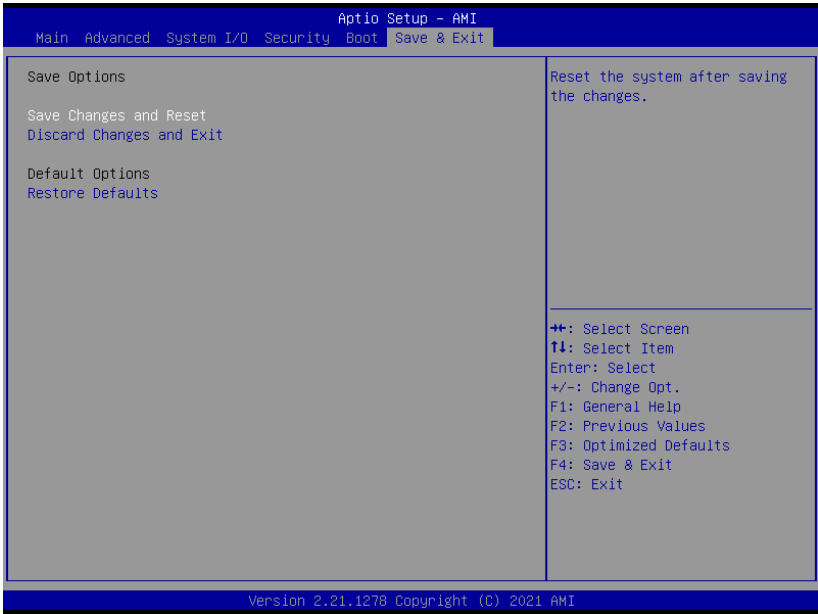 Aptio Setup – AMI
Main Advanced System I/O Security Boot Save & Exit
Save Options
Save Changes and Reset
Discard Changes and Exit
Default Options
Restore Defaults
Reset the system after saving
the changes.
→←: Select Screen
↑↓: Select Item
Enter: Select
+/-: Change Opt.
F1: General Help
F2: Previous Values
F3: Optimized Defaults
F4: Save & Exit
ESC: Exit
Version 2.21.1278 Copyright (C) 2021 AMI